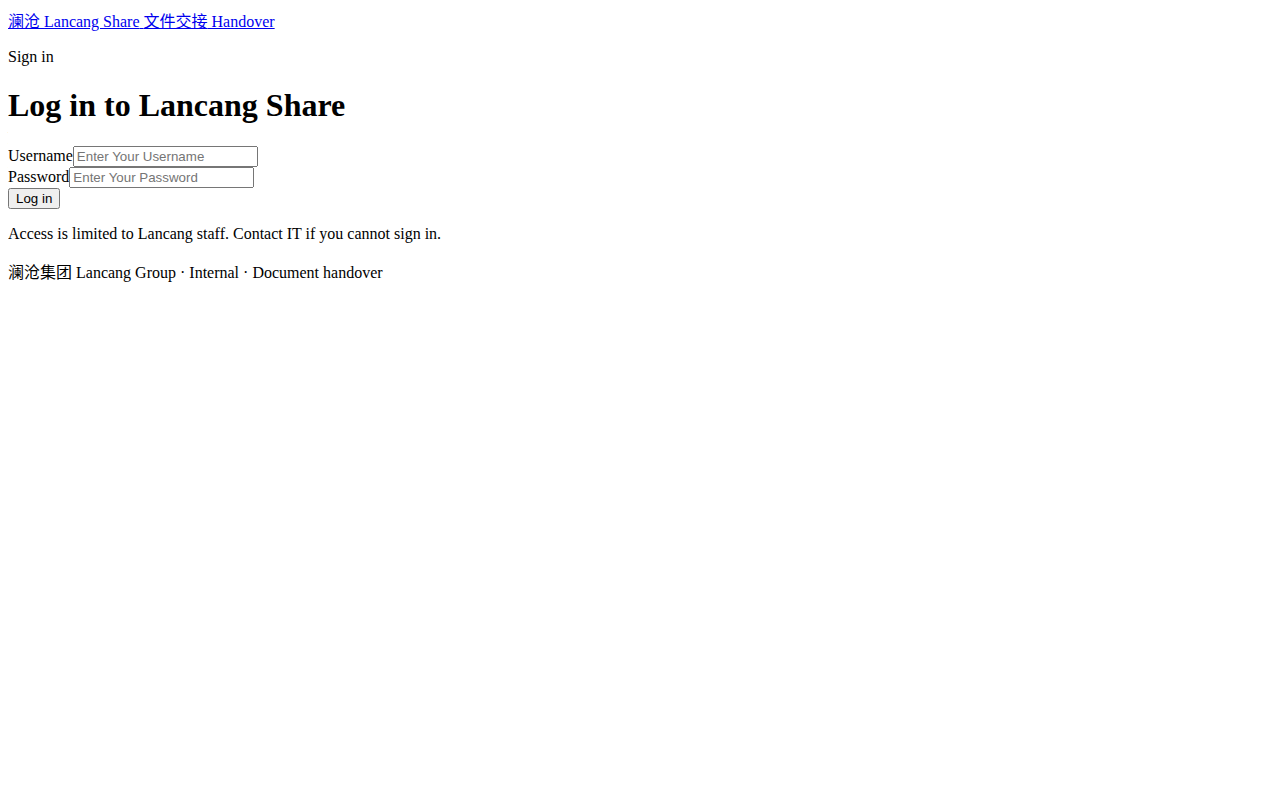 澜沧 Lancang Share 文件交接 Handover
Sign in
Log in to Lancang Share
Username Enter Your Username
Password Enter Your Password
Log in
Access is limited to Lancang staff. Contact IT if you cannot sign in.
澜沧集团 Lancang Group · Internal · Document handover